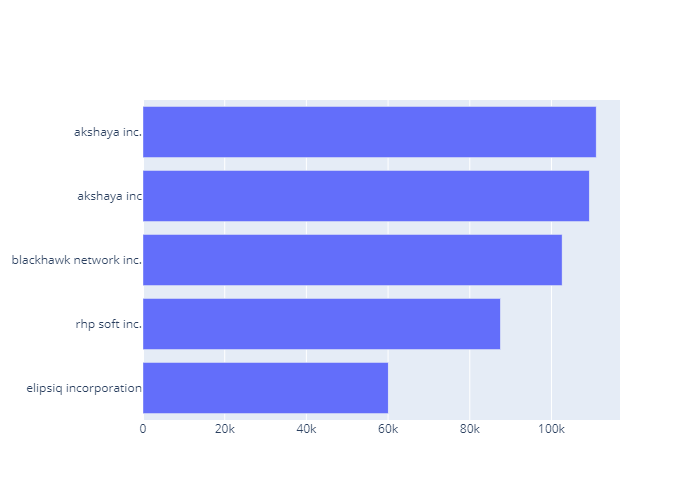 akshaya inc.
akshaya inc
blackhawk network inc.
rhp soft inc.
elipsiq incorporation
0 20k 40k 60k 80k 100k